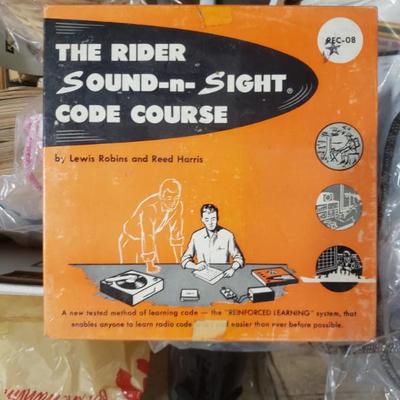 REC-08
THE RIDER
SOUND-n-SIGHT®
CODE COURSE
by Lewis Robins and Reed Harris
A new tested method of learning code — the "REINFORCED LEARNING" system, that
enables anyone to learn radio code and easier than ever before possible.